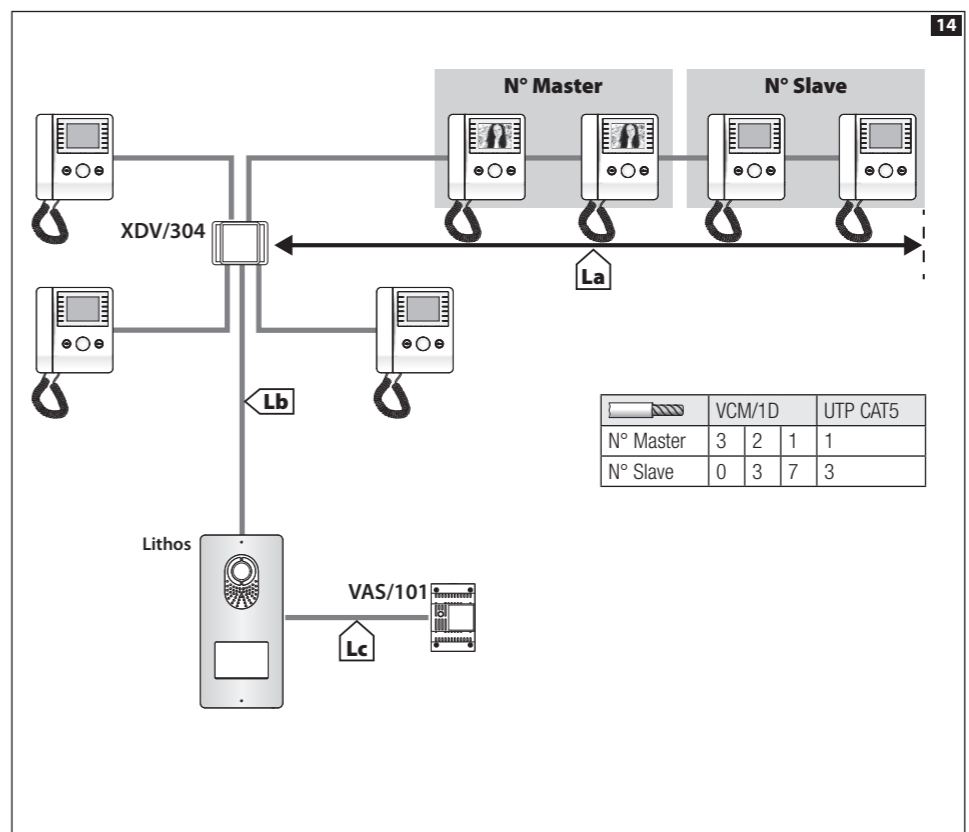 14
N° Master N° Slave
XDV/304
La
Lb
VCM/1D UTP CAT5
N° Master 3 2 1 1
N° Slave 0 3 7 3
Lithos
VAS/101
Lc